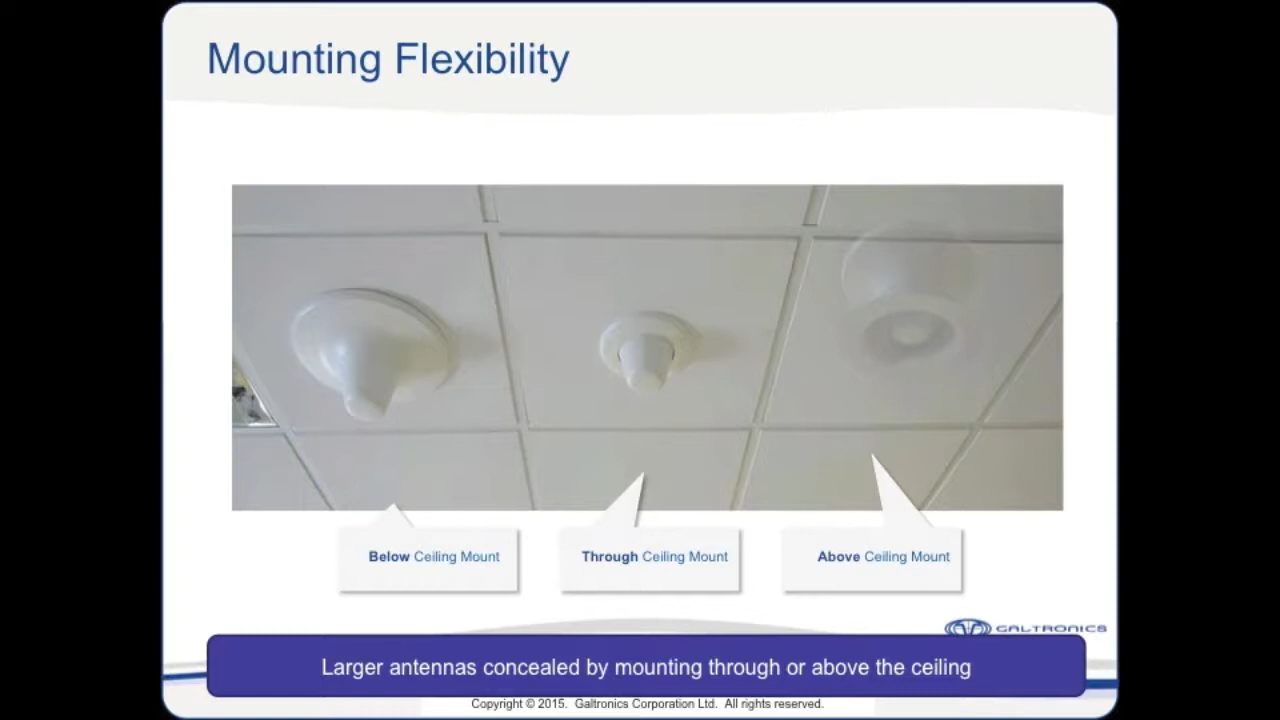 Mounting Flexibility
Below Ceiling Mount
Through Ceiling Mount
Above Ceiling Mount
GALTRONICS
Larger antennas concealed by mounting through or above the ceiling
Copyright © 2015.  Galtronics Corporation Ltd.  All rights reserved.